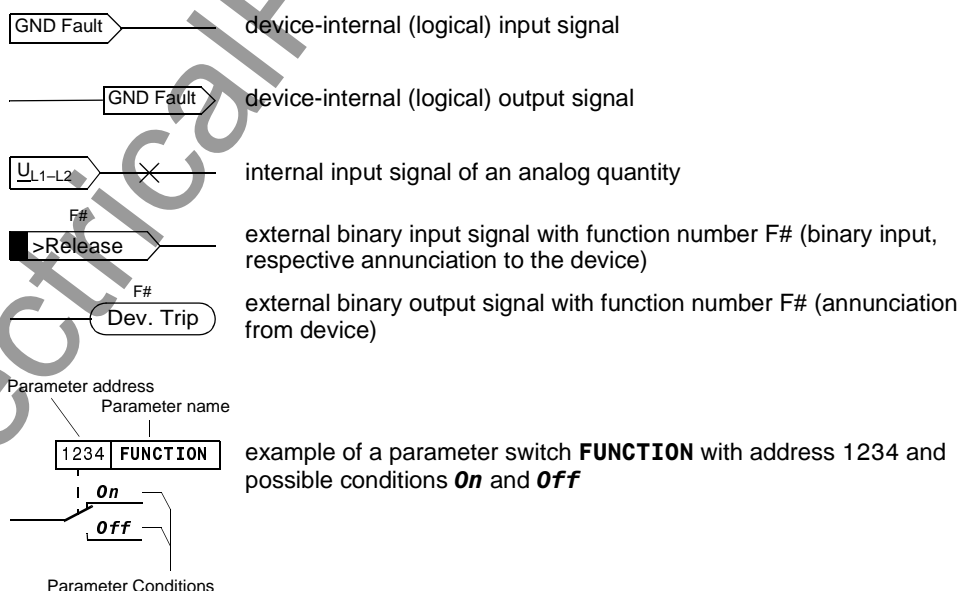 GND Fault
device-internal (logical) input signal
GND Fault
device-internal (logical) output signal
UL1–L2
internal input signal of an analog quantity
F#
>Release
external binary input signal with function number F# (binary input,
respective annunciation to the device)
F#
Dev. Trip
external binary output signal with function number F# (annunciation
from device)
Parameter address
Parameter name
1234 FUNCTION
example of a parameter switch FUNCTION with address 1234 and
possible conditions On and Off
On
Off
Parameter Conditions